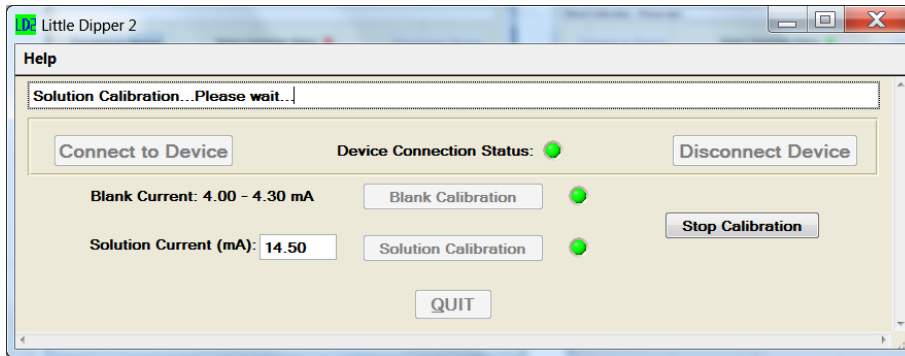 LD2 Little Dipper 2
Help
Solution Calibration...Please wait...
Connect to Device Device Connection Status: Disconnect Device
Blank Current: 4.00 - 4.30 mA Blank Calibration
Stop Calibration
Solution Current (mA): 14.50 Solution Calibration
QUIT